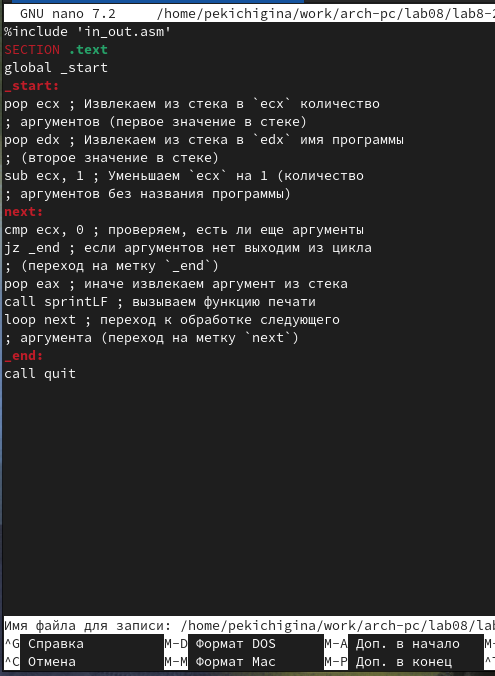 GNU nano 7.2 /home/pekichigina/work/arch-pc/lab08/lab8-2
%include 'in_out.asm'
SECTION .text
global _start
_start:
pop ecx ; Извлекаем из стека в `ecx` количество
; аргументов (первое значение в стеке)
pop edx ; Извлекаем из стека в `edx` имя программы
; (второе значение в стеке)
sub ecx, 1 ; Уменьшаем `ecx` на 1 (количество
; аргументов без названия программы)
next:
cmp ecx, 0 ; проверяем, есть ли еще аргументы
jz _end ; если аргументов нет выходим из цикла
; (переход на метку `_end`)
pop eax ; иначе извлекаем аргумент из стека
call sprintLF ; вызываем функцию печати
loop next ; переход к обработке следующего
; аргумента (переход на метку `next`)
_end:
call quit
Имя файла для записи: /home/pekichigina/work/arch-pc/lab08/lab
^G Справка M-D Формат DOS M-A Доп. в начало M-
^C Отмена M-M Формат Mac M-P Доп. в конец